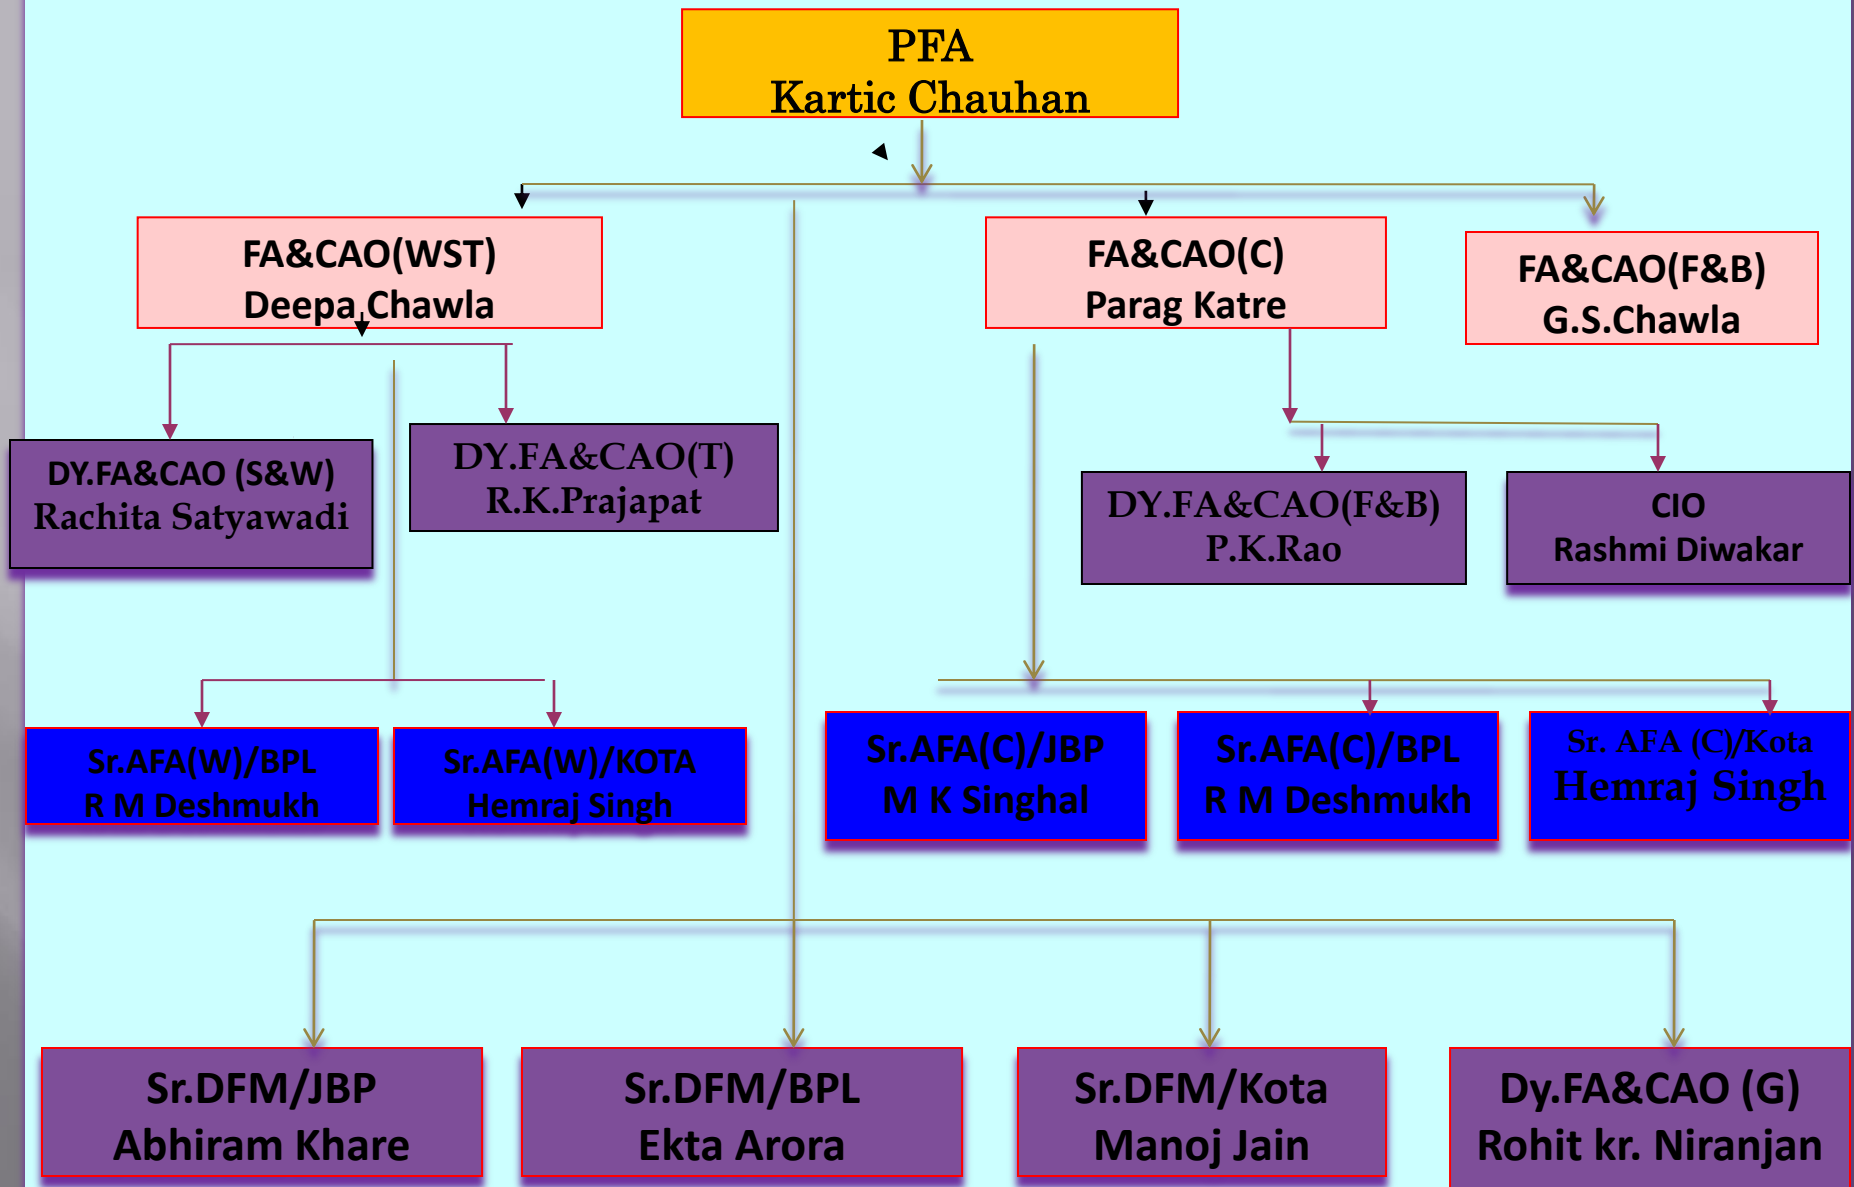 PFA
Kartic Chauhan
FA&CAO(WST)
Deepa Chawla
FA&CAO(C)
Parag Katre
FA&CAO(F&B)
G.S.Chawla
DY.FA&CAO (S&W)
Rachita Satyawadi
DY.FA&CAO(T)
R.K.Prajapat
DY.FA&CAO(F&B)
P.K.Rao
CIO
Rashmi Diwakar
Sr.AFA(W)/BPL
R M Deshmukh
Sr.AFA(W)/KOTA
Hemraj Singh
Sr.AFA(C)/JBP
M K Singhal
Sr.AFA(C)/BPL
R M Deshmukh
Sr. AFA (C)/Kota
Hemraj Singh
Sr.DFM/JBP
Abhiram Khare
Sr.DFM/BPL
Ekta Arora
Sr.DFM/Kota
Manoj Jain
Dy.FA&CAO (G)
Rohit kr. Niranjan